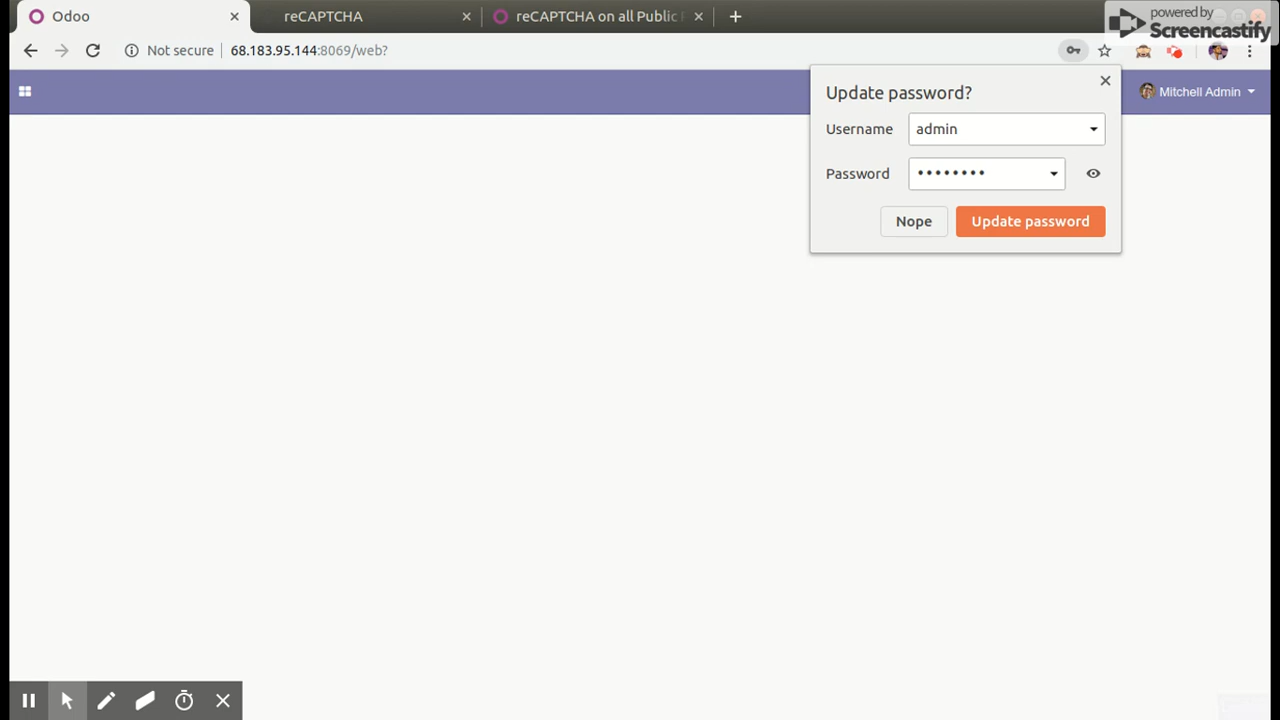 Odoo
reCAPTCHA
reCAPTCHA on all Public
powered by
Screencastify
Not secure
68.183.95.144:8069/web?
Mitchell Admin
Update password?
Username
admin
Password
••••••••
Nope
Update password